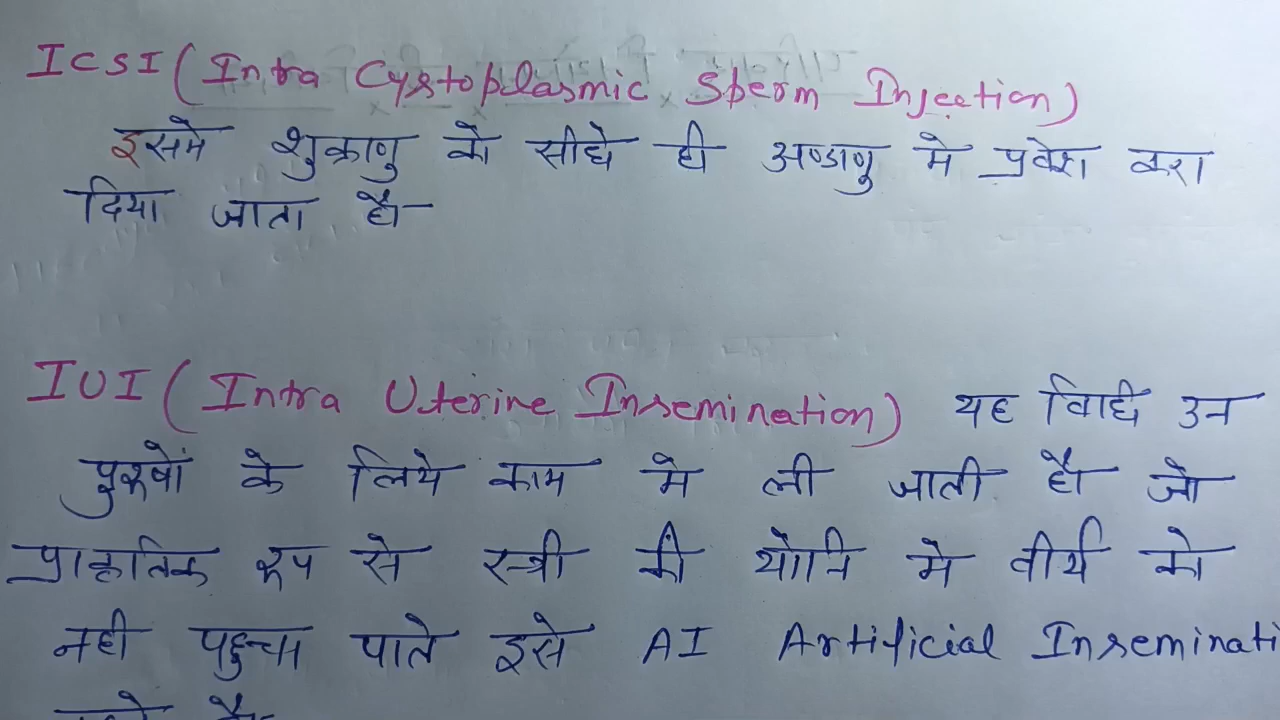 ICSI ( Intra Cystoplasmic Sperm Injection)
इसमे शुक्राणु को सीधे ही अण्डाणु मे प्रवेश करा
दिया जाता है-
IUI ( Intra Uterine Insemination) यह विधि उन
पुरूषों के लिये काम मे ली जाती है जो
प्राकृतिक रूप से स्त्री की योनि मे वीर्य को
नही पहुन्चा पाते इसे AI Artificial Inseminati